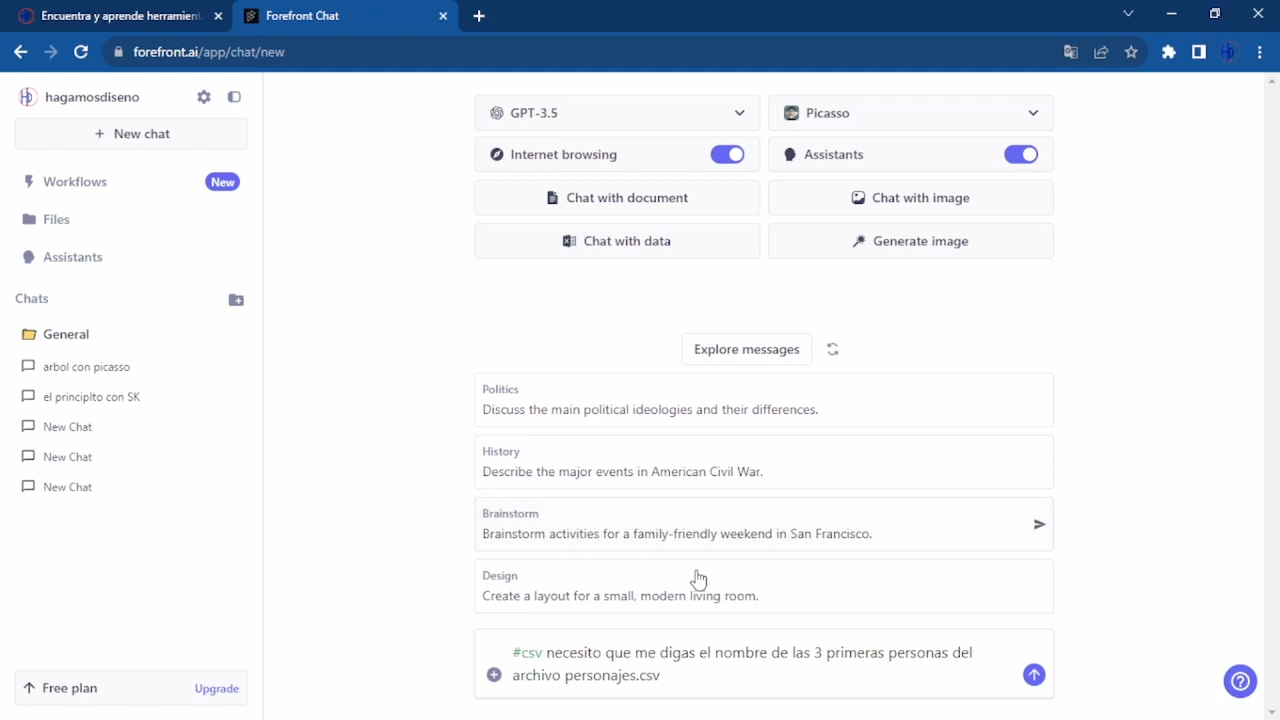 Encuentra y aprende herramient
Forefront Chat
forefront.ai/app/chat/new
hagamosdiseno
New chat
Workflows
New
Files
Assistants
Chats
General
arbol con picasso
el principito con SK
New Chat
New Chat
New Chat
Free plan
Upgrade
GPT-3.5
Picasso
Internet browsing
Assistants
Chat with document
Chat with image
Chat with data
Generate image
Explore messages
Politics
Discuss the main political ideologies and their differences.
History
Describe the major events in American Civil War.
Brainstorm
Brainstorm activities for a family-friendly weekend in San Francisco.
Design
Create a layout for a small, modern living room.
#csv necesito que me digas el nombre de las 3 primeras personas del
archivo personajes.csv